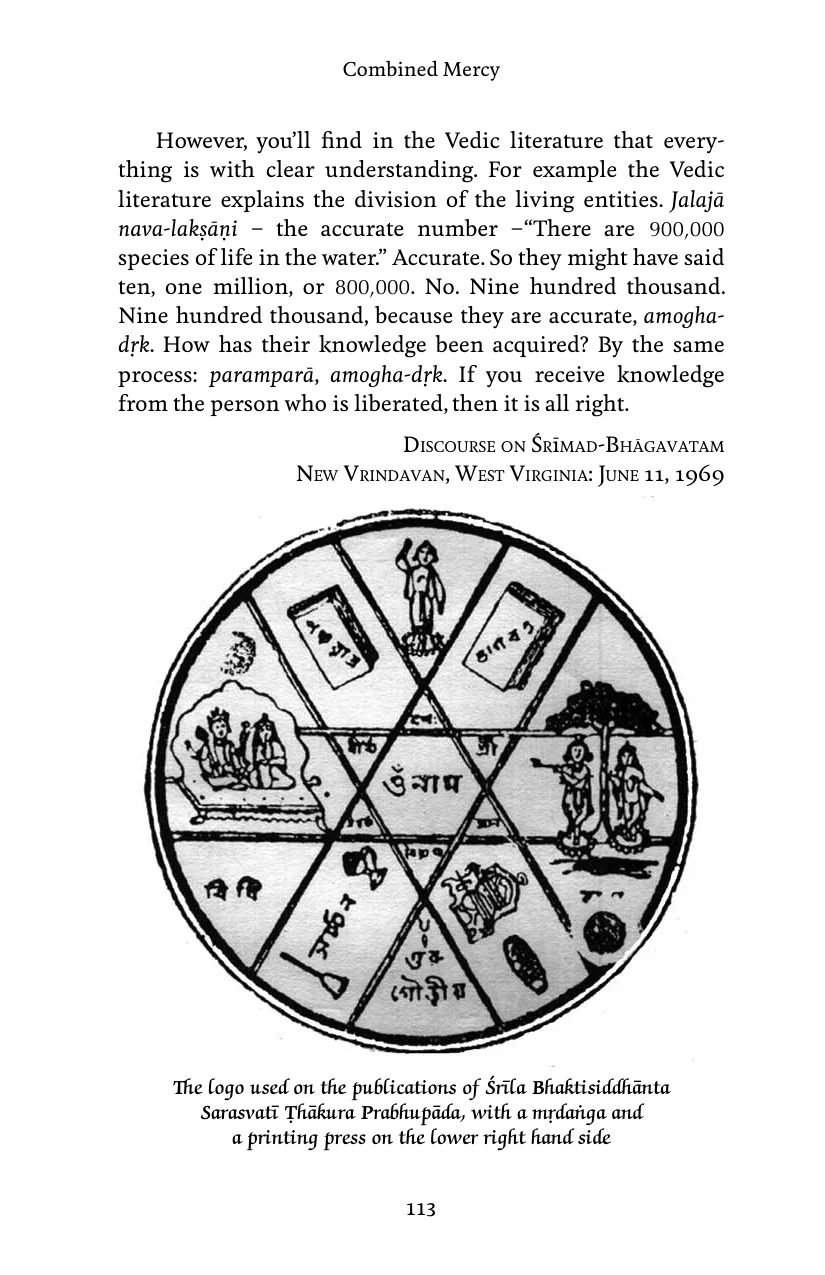 Combined Mercy
However, you’ll find in the Vedic literature that every-
thing is with clear understanding. For example the Vedic
literature explains the division of the living entities. Jalajā
nava-lakṣāṇi – the accurate number –“There are 900,000
species of life in the water.” Accurate. So they might have said
ten, one million, or 800,000. No. Nine hundred thousand.
Nine hundred thousand, because they are accurate, amogha-
dṛk. How has their knowledge been acquired? By the same
process: paramparā, amogha-dṛk. If you receive knowledge
from the person who is liberated, then it is all right.
Discourse on Śrīmad-Bhāgavatam
New Vrindavan, West Virginia: June 11, 1969
ভাগবত
শ্রী
ওঁ নাম
বিধি
গৌড়ীয়
The logo used on the publications of Śrīla Bhaktisiddhānta
Sarasvatī Ṭhākura Prabhupāda, with a mṛdaṅga and
a printing press on the lower right hand side
113